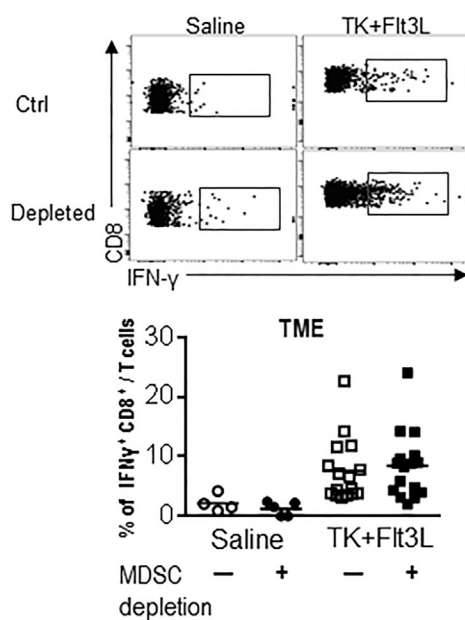 Saline TK+Flt3L
Ctrl
Depleted
CD8
IFN-γ
TME
% of IFNγ⁺ CD8⁺ / T cells
30
20
10
0
Saline TK+Flt3L
MDSC — + — +
depletion